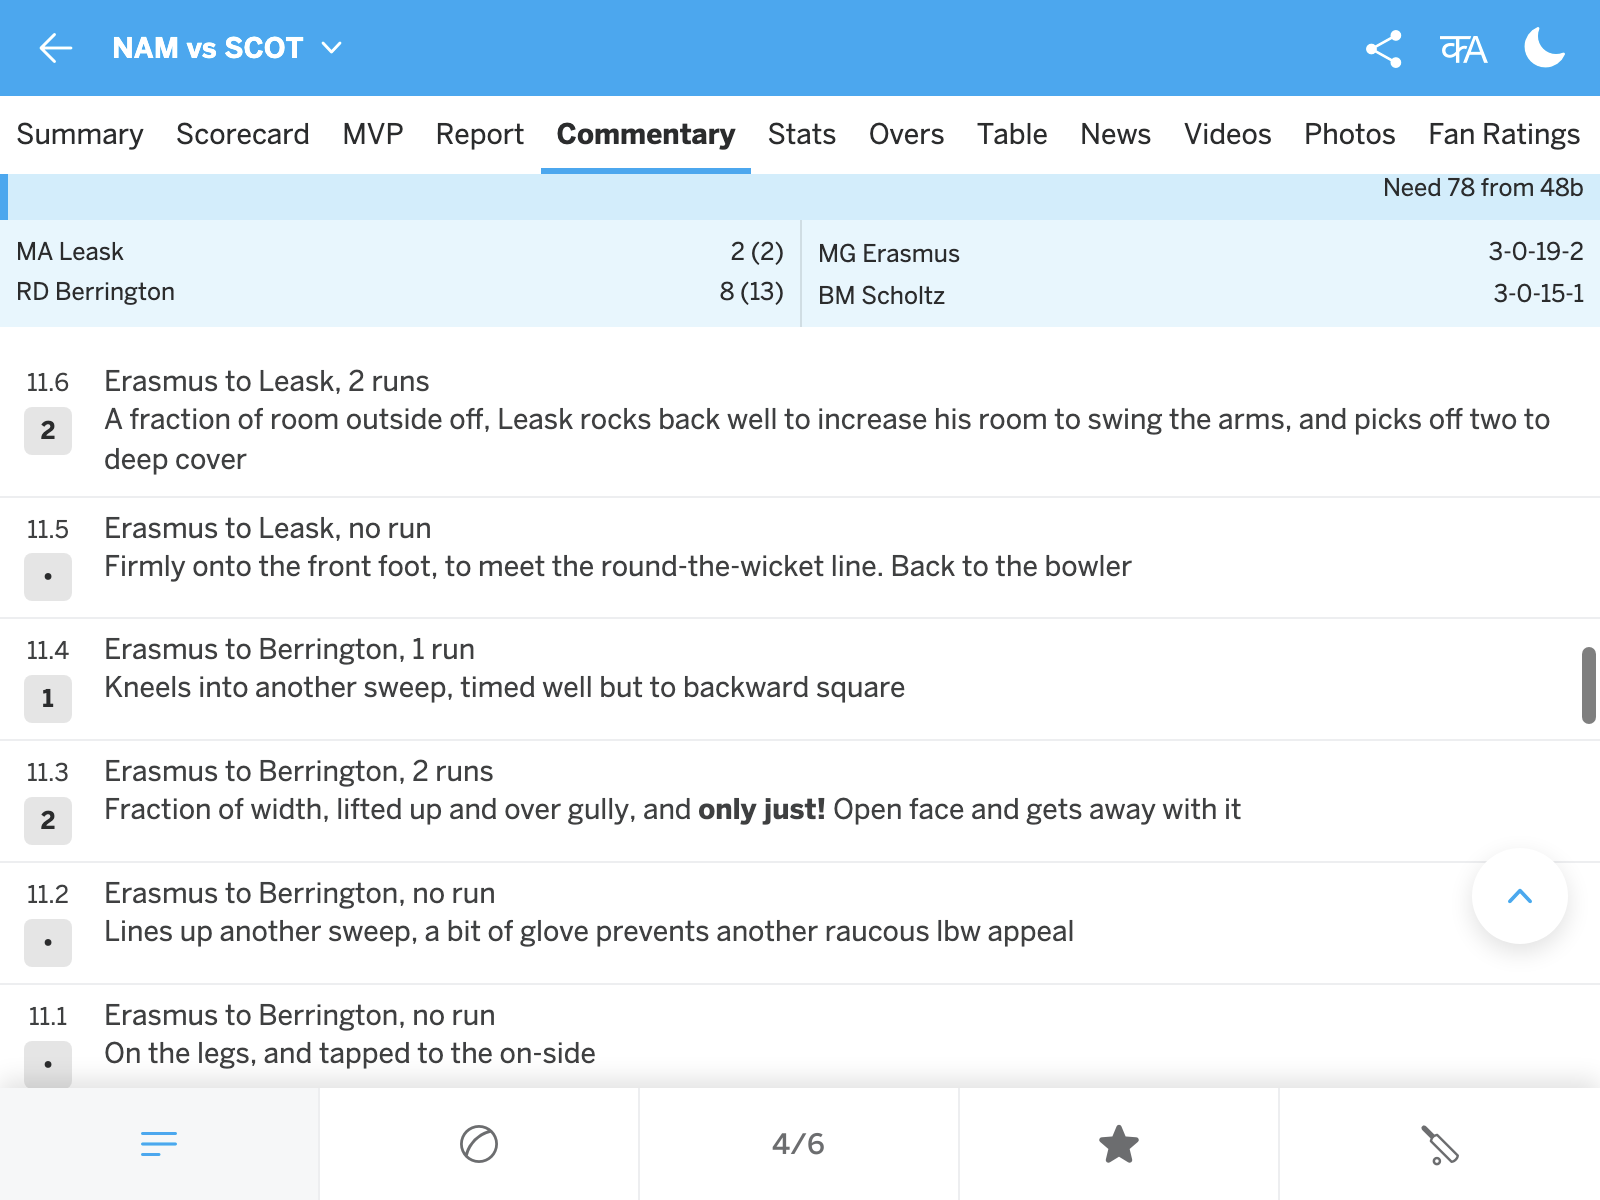 NAM vs SCOT
क A
Summary Scorecard MVP Report Commentary Stats Overs Table News Videos Photos Fan Ratings
Need 78 from 48b
MA Leask 2 (2)
RD Berrington 8 (13)
MG Erasmus 3-0-19-2
BM Scholtz 3-0-15-1
11.6 Erasmus to Leask, 2 runs
2 A fraction of room outside off, Leask rocks back well to increase his room to swing the arms, and picks off two to
deep cover
11.5 Erasmus to Leask, no run
• Firmly onto the front foot, to meet the round-the-wicket line. Back to the bowler
11.4 Erasmus to Berrington, 1 run
1 Kneels into another sweep, timed well but to backward square
11.3 Erasmus to Berrington, 2 runs
2 Fraction of width, lifted up and over gully, and only just! Open face and gets away with it
11.2 Erasmus to Berrington, no run
• Lines up another sweep, a bit of glove prevents another raucous lbw appeal
11.1 Erasmus to Berrington, no run
• On the legs, and tapped to the on-side
4/6